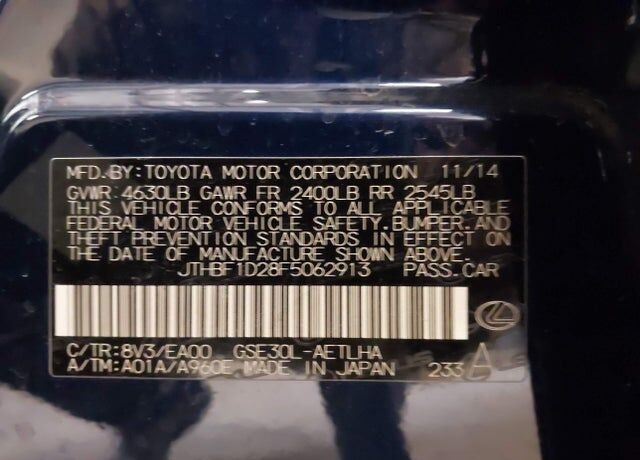 MFD.BY:TOYOTA MOTOR CORPORATION 11/14
GVWR 4630LB GAWR FR 2400LB RR 2545LB
THIS VEHICLE CONFORMS TO ALL APPLICABLE
FEDERAL MOTOR VEHICLE SAFETY,BUMPER,AND
THEFT PREVENTION STANDARDS IN EFFECT ON
THE DATE OF MANUFACTURE SHOWN ABOVE.
JTHBF1D28F5062913 PASS.CAR
C/TR:8V3/EA00 GSE30L-AETLHA
A/TM:A01A/A960E MADE IN JAPAN 233 A